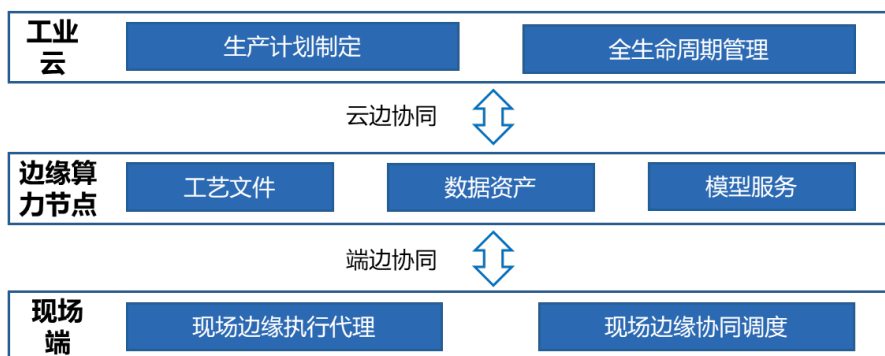 工业
云
生产计划制定
全生命周期管理
云边协同
边缘算
力节点
工艺文件
数据资产
模型服务
端边协同
现场
端
现场边缘执行代理
现场边缘协同调度